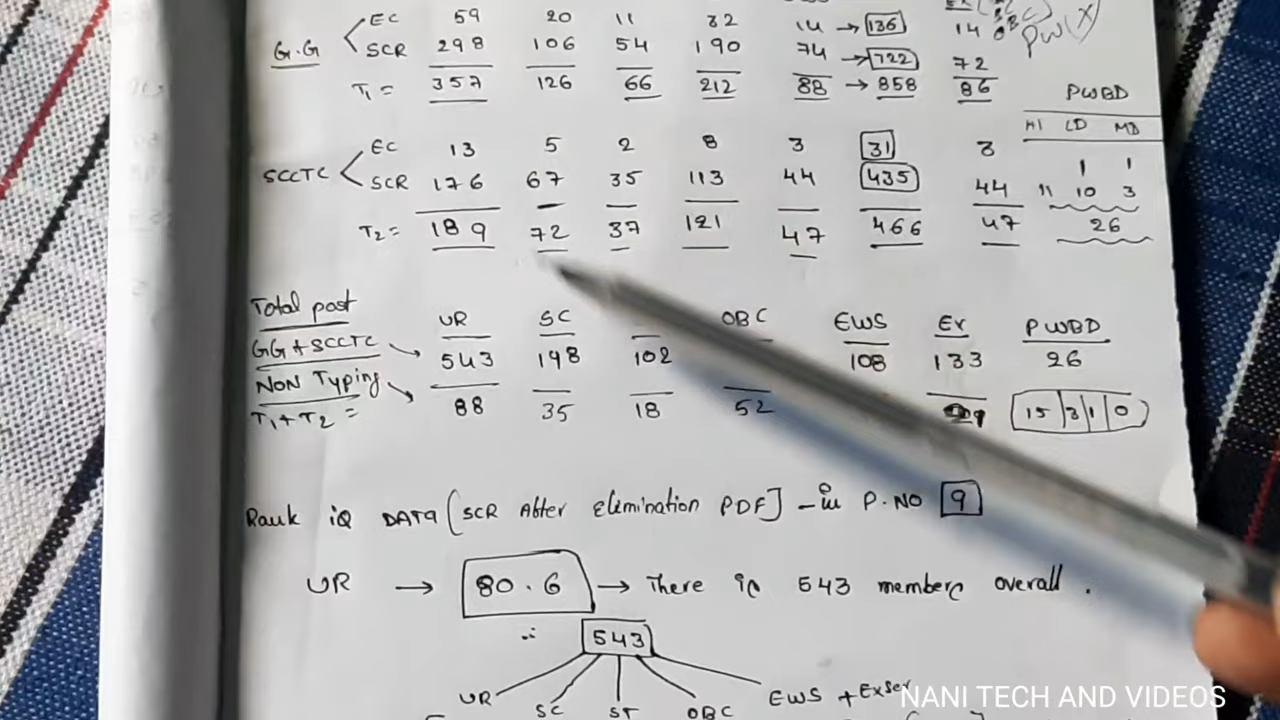 EC 59 20 11 22 14 → 136 14
G.G SCR 298 106 54 190 74 → 722 72 PW(X)
T1 = 357 126 66 212 88 → 858 86
PWBD
HI LD MD
EC 13 5 2 8 3 31 3 1 1
SCCTC SCR 176 67 35 113 44 435 44 11 10 3
T2 = 189 72 37 121 47 466 47 26
Total post UR SC OBC EWS Ex PWBD
GG+SCCTC → 543 198 102 108 133 26
NON Typing → 88 35 18 52 15 3 1 0
T1+T2 =
Rank iQ DATA (SCR After Elimination PDF] - in P.NO 9
UR → 80.6 → There is 543 members overall.
∴ 543
UR SC ST OBC EWS + Exser
NANI TECH AND VIDEOS